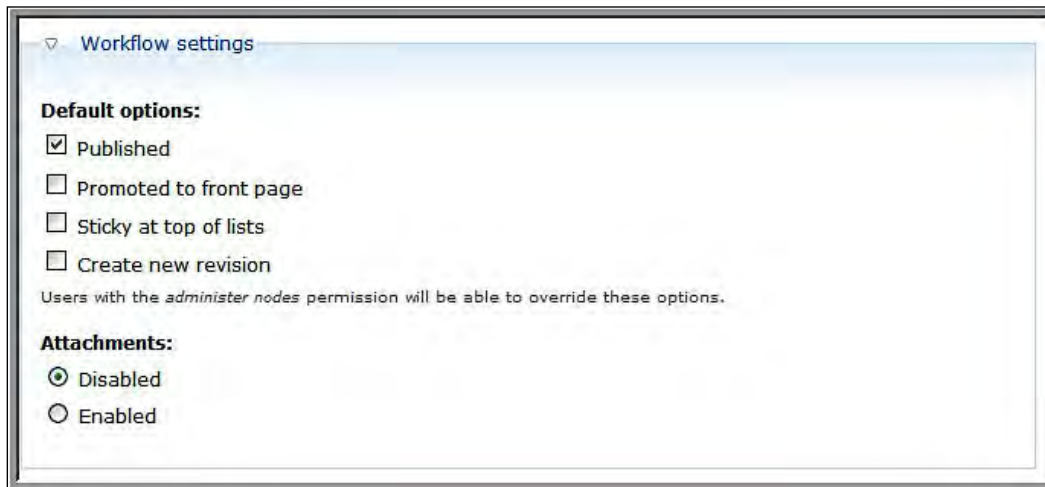 Workflow settings
Default options:
Published
Promoted to front page
Sticky at top of lists
Create new revision
Users with the administer nodes permission will be able to override these options.
Attachments:
Disabled
Enabled